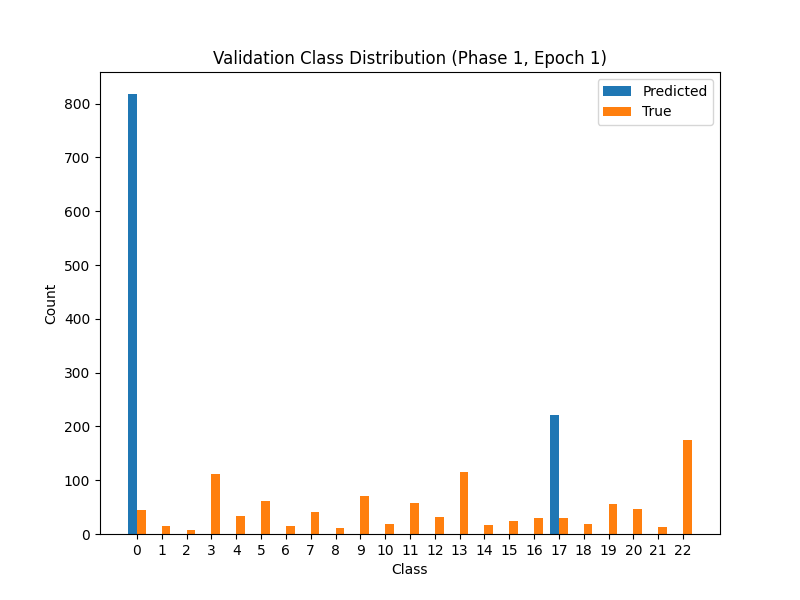 Validation Class Distribution (Phase 1, Epoch 1)
Predicted
True
800
700
600
500
400
300
200
100
0
Count
0 1 2 3 4 5 6 7 8 9 10 11 12 13 14 15 16 17 18 19 20 21 22
Class